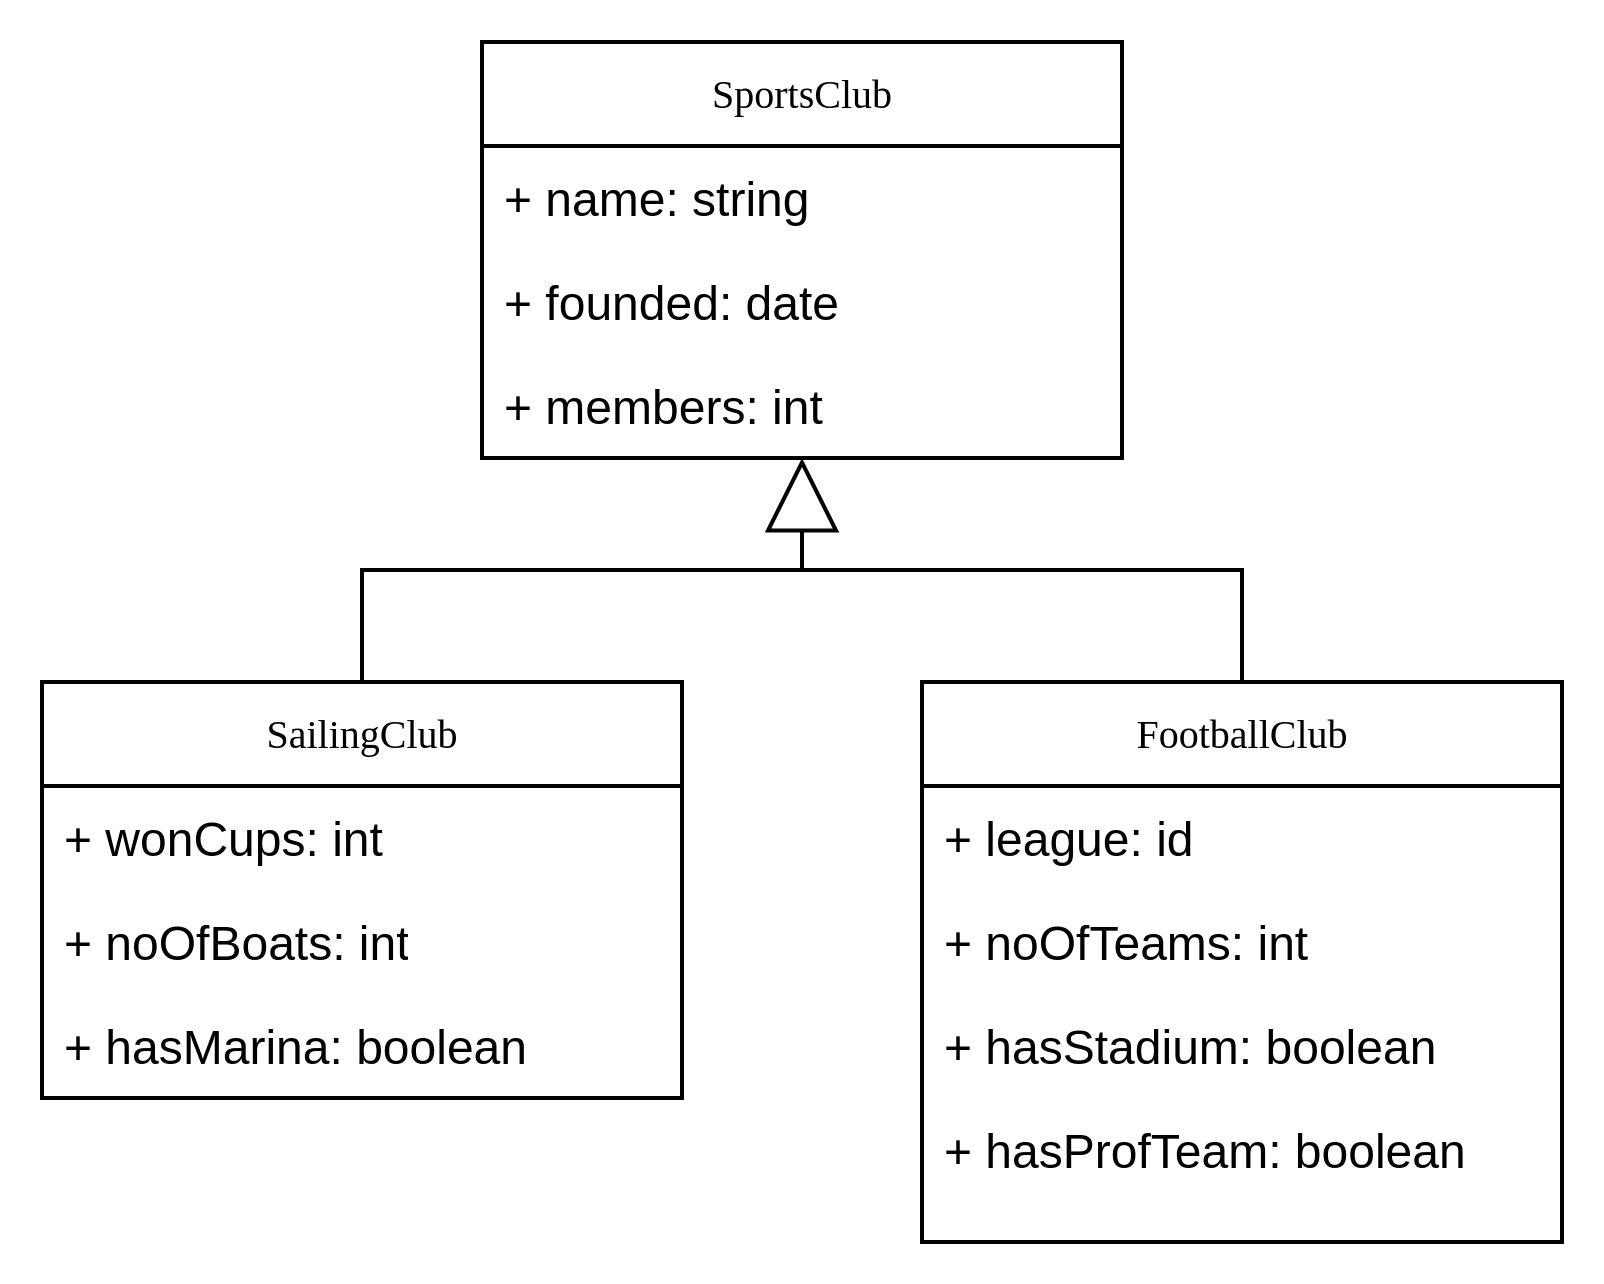 SportsClub
+ name: string
+ founded: date
+ members: int
SailingClub
+ wonCups: int
+ noOfBoats: int
+ hasMarina: boolean
FootballClub
+ league: id
+ noOfTeams: int
+ hasStadium: boolean
+ hasProfTeam: boolean